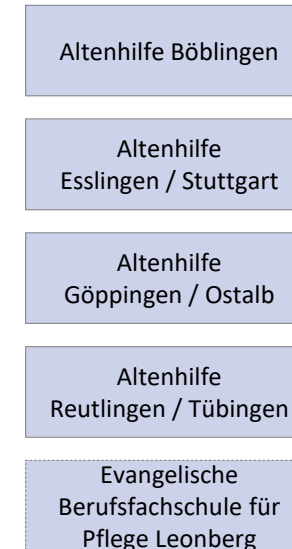 Altenhilfe Böblingen
Altenhilfe
Esslingen / Stuttgart
Altenhilfe
Göppingen / Ostalb
Altenhilfe
Reutlingen / Tübingen
Evangelische
Berufsfachschule für
Pflege Leonberg